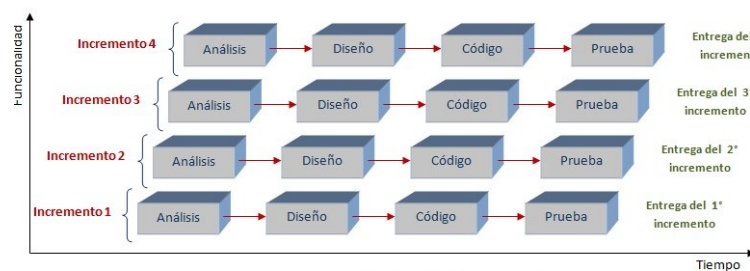 Funcionalidad
Incremento 4
Análisis
Diseño
Código
Prueba
Entrega del
incremen
Incremento 3
Análisis
Diseño
Código
Prueba
Entrega del 3
incremento
Incremento 2
Análisis
Diseño
Código
Prueba
Entrega del 2°
incremento
Incremento 1
Análisis
Diseño
Código
Prueba
Entrega del 1°
incremento
Tiempo